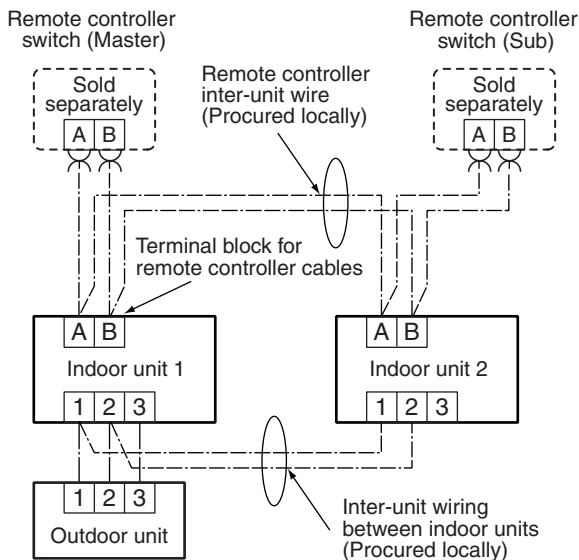 Remote controller
switch (Master)
Remote controller
switch (Sub)
Sold
separately
A B
Remote controller
inter-unit wire
(Procured locally)
Sold
separately
A B
Terminal block for
remote controller cables
A B
Indoor unit 1
1 2 3
A B
Indoor unit 2
1 2 3
1 2 3
Outdoor unit
Inter-unit wiring
between indoor units
(Procured locally)